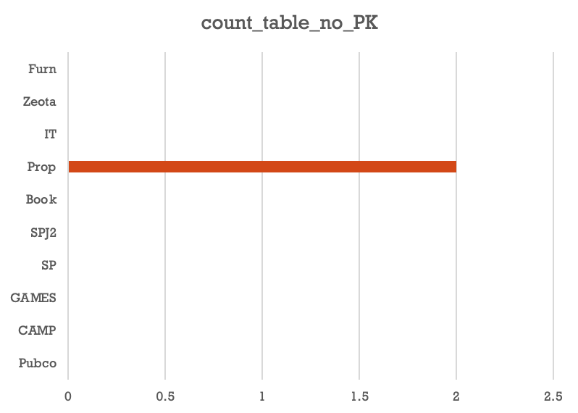 count_table_no_PK
Furn
Zeota
IT
Prop
Book
SPJ2
SP
GAMES
CAMP
Pubco
0 0.5 1 1.5 2 2.5